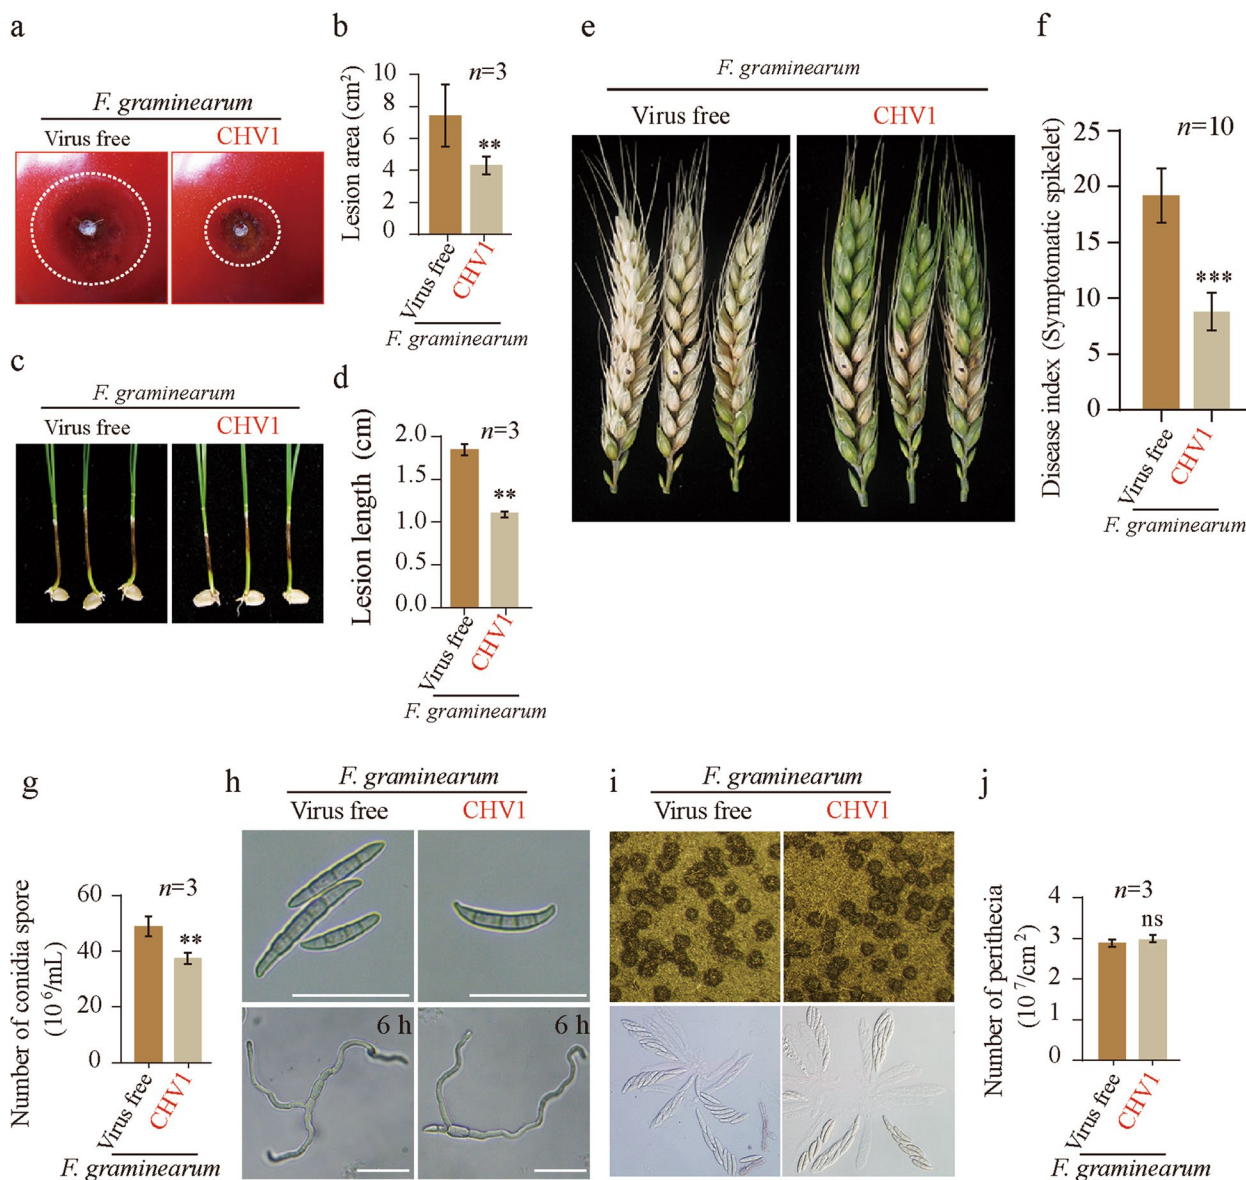 a
F. graminearum
Virus free CHV1
b
Lesion area (cm²)
10
8
6
4
2
0
n=3
**
Virus free
CHV1
F. graminearum
c
F. graminearum
Virus free CHV1
d
Lesion length (cm)
2.0
1.5
1.0
0.5
0.0
n=3
**
Virus free
CHV1
F. graminearum
e
F. graminearum
Virus free CHV1
f
Disease index (Symptomatic spikelet)
25
20
15
10
5
0
n=10
***
Virus free
CHV1
F. graminearum
g
Number of conidia spore
(10⁶/mL)
60
40
20
0
n=3
**
Virus free
CHV1
F. graminearum
h
F. graminearum
Virus free CHV1
6 h 6 h
i
F. graminearum
Virus free CHV1
j
Number of perithecia
(10⁷/cm²)
4
3
2
1
0
n=3
ns
Virus free
CHV1
F. graminearum